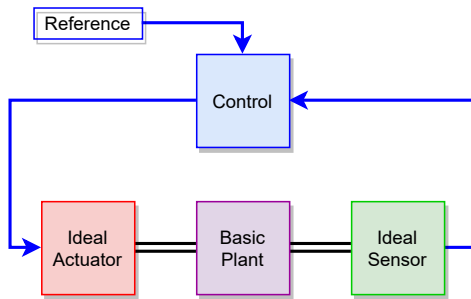 Reference
Control
Ideal
Actuator
Basic
Plant
Ideal
Sensor